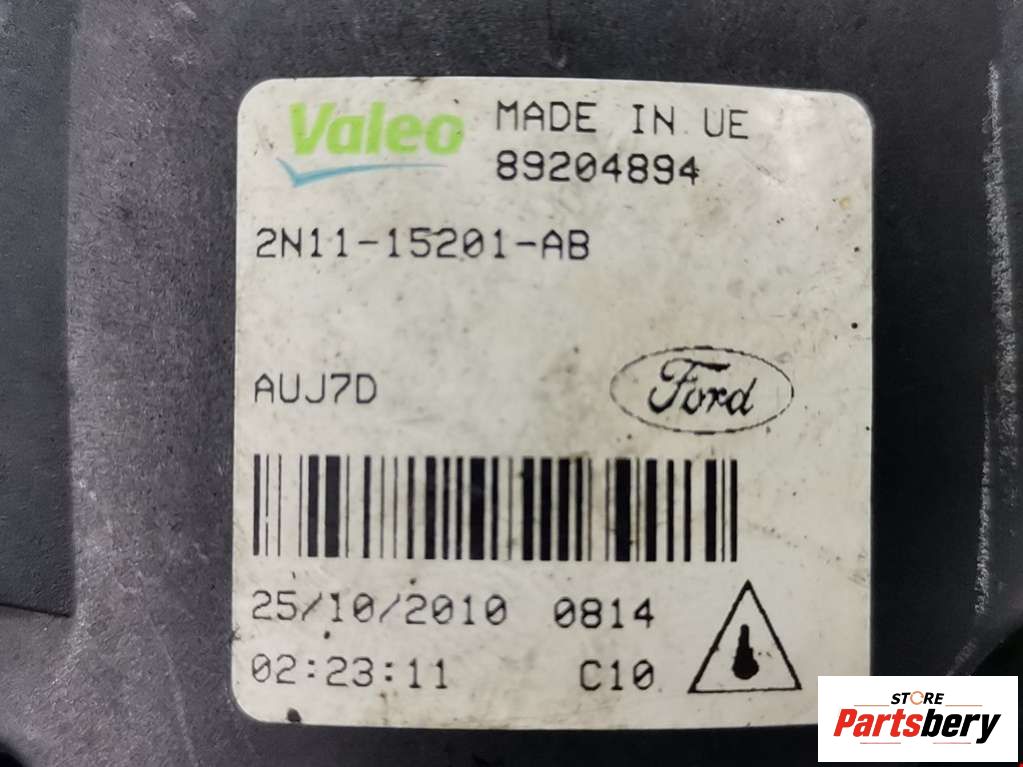 Valeo
MADE IN UE
89204894
2N11-15201-AB
AUJ7D
Ford
25/10/2010 0814
02:23:11 C10
STORE
Partsbery